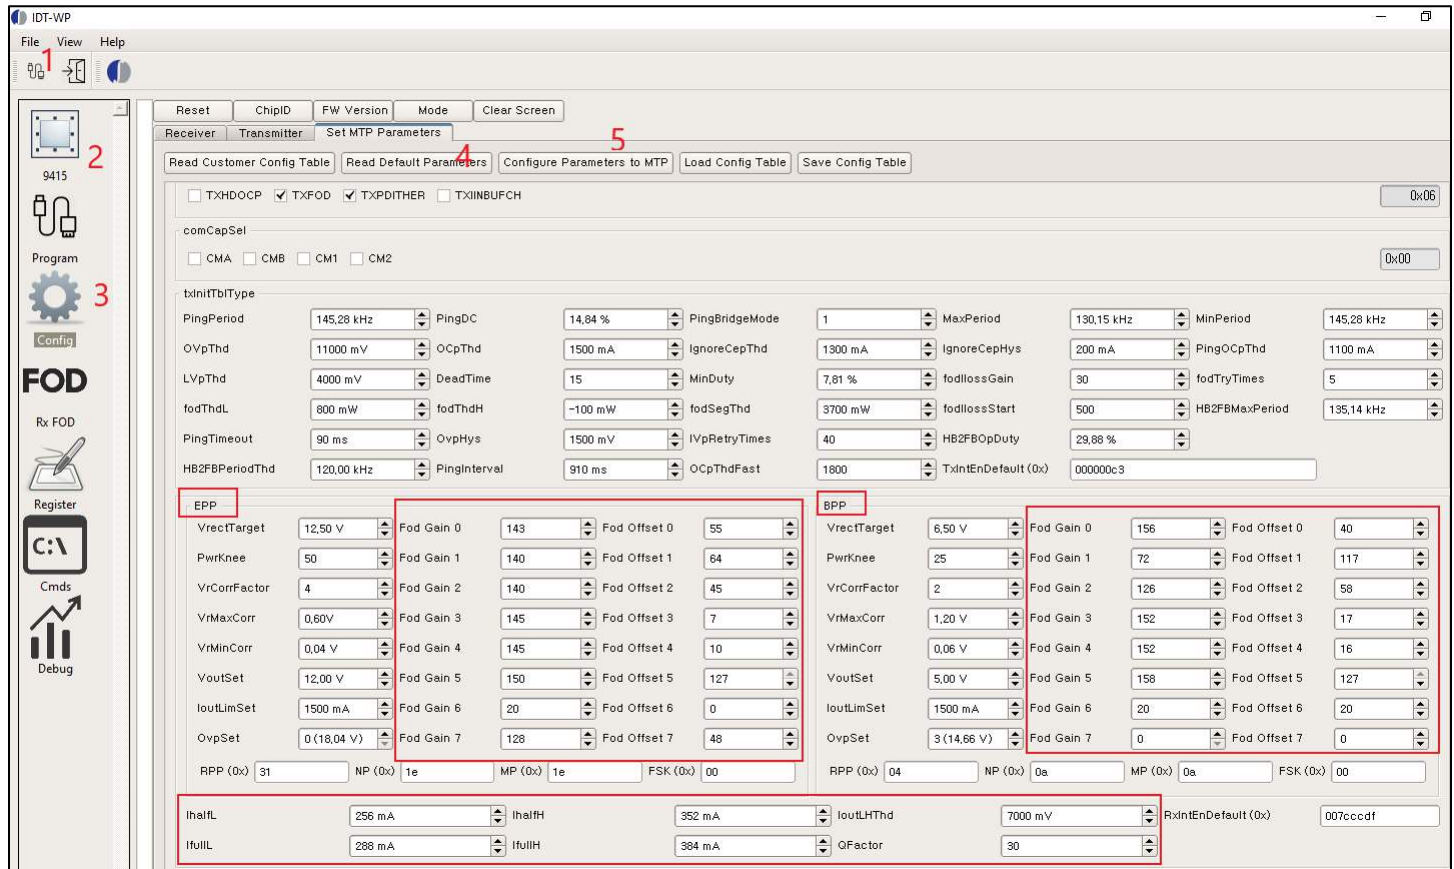 IDT-WP
File View Help
1
Reset ChipID FW Version Mode Clear Screen
Receiver Transmitter Set MTP Parameters
5
Read Customer Config Table Read Default Parameters Configure Parameters to MTP Load Config Table Save Config Table
4
2
9415
TXHDOCP TXFOD TXPDITHER TXIINBUFCH 0x06
comCapSel
Program
CMA CMB CM1 CM2 0x00
3
Config
txInitTblType
PingPeriod 145,28 kHz PingDC 14,84 % PingBridgeMode 1 MaxPeriod 130,15 kHz MinPeriod 145,28 kHz
OVpThd 11000 mV OCpThd 1500 mA IgnoreCepThd 1300 mA IgnoreCepHys 200 mA PingOCpThd 1100 mA
FOD
LVpThd 4000 mV DeadTime 15 MinDuty 7,81 % fodIlossGain 30 fodTryTimes 5
fodThdL 800 mW fodThdH -100 mW fodSegThd 3700 mW fodIlossStart 500 HB2FBMaxPeriod 135,14 kHz
Rx FOD
PingTimeout 90 ms OvpHys 1500 mV IVpRetryTimes 40 HB2FBOpDuty 29,88 %
HB2FBPeriodThd 120,00 kHz PingInterval 910 ms OCpThdFast 1800 TxIntEnDefault (0x) 000000c3
Register
EPP BPP
VrectTarget 12,50 V Fod Gain 0 143 Fod Offset 0 55 VrectTarget 6,50 V Fod Gain 0 156 Fod Offset 0 40
C:\
PwrKnee 50 Fod Gain 1 140 Fod Offset 1 64 PwrKnee 25 Fod Gain 1 72 Fod Offset 1 117
Cmds
VrCorrFactor 4 Fod Gain 2 140 Fod Offset 2 45 VrCorrFactor 2 Fod Gain 2 126 Fod Offset 2 58
VrMaxCorr 0,60V Fod Gain 3 145 Fod Offset 3 7 VrMaxCorr 1,20 V Fod Gain 3 152 Fod Offset 3 17
VrMinCorr 0,04 V Fod Gain 4 145 Fod Offset 4 10 VrMinCorr 0,06 V Fod Gain 4 152 Fod Offset 4 16
Debug
VoutSet 12,00 V Fod Gain 5 150 Fod Offset 5 127 VoutSet 5,00 V Fod Gain 5 158 Fod Offset 5 127
IoutLimSet 1500 mA Fod Gain 6 20 Fod Offset 6 0 IoutLimSet 1500 mA Fod Gain 6 20 Fod Offset 6 20
OvpSet 0 (18,04 V) Fod Gain 7 128 Fod Offset 7 48 OvpSet 3 (14,66 V) Fod Gain 7 0 Fod Offset 7 0
RPP (0x) 31 NP (0x) 1e MP (0x) 1e FSK (0x) 00 RPP (0x) 04 NP (0x) 0a MP (0x) 0a FSK (0x) 00
IhalfL 256 mA IhalfH 352 mA IoutLHThd 7000 mV RxIntEnDefault (0x) 007cccdf
IfullL 288 mA IfullH 384 mA QFactor 30